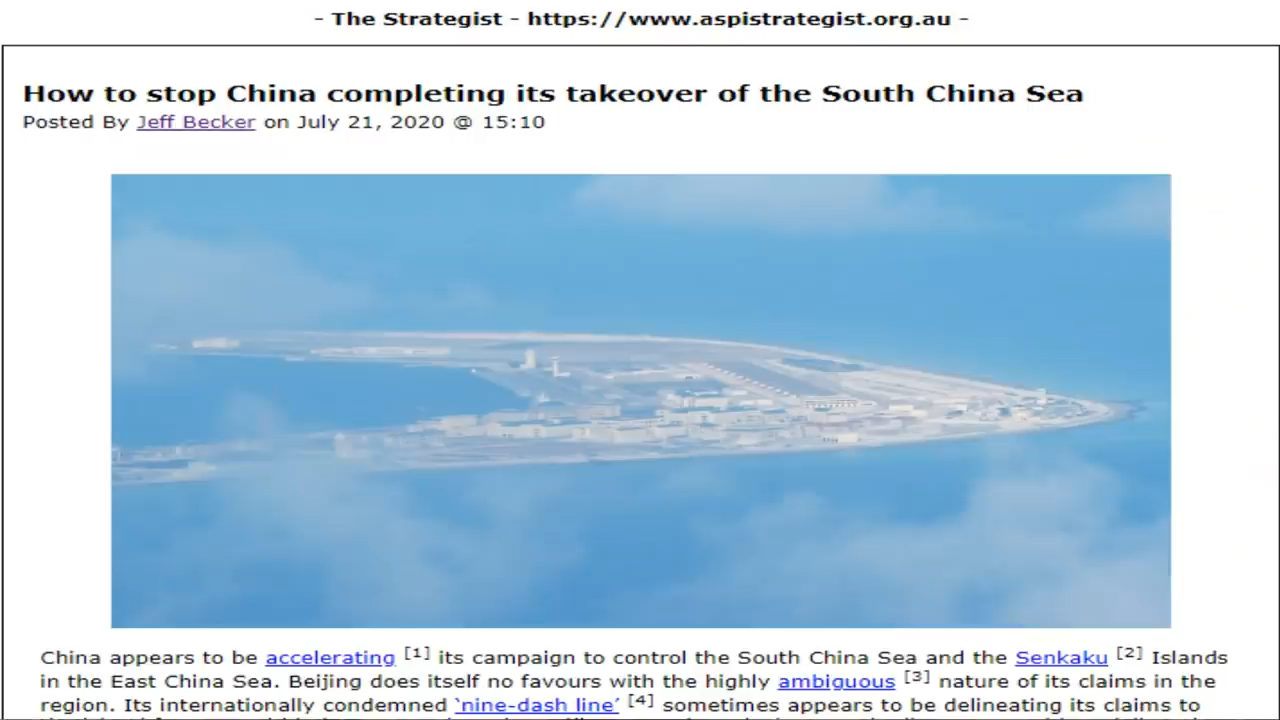 - The Strategist - https://www.aspistrategist.org.au -
How to stop China completing its takeover of the South China Sea
Posted By Jeff Becker on July 21, 2020 @ 15:10
China appears to be accelerating [1] its campaign to control the South China Sea and the Senkaku [2] Islands
in the East China Sea. Beijing does itself no favours with the highly ambiguous [3] nature of its claims in the
region. Its internationally condemned ‘nine-dash line’ [4] sometimes appears to be delineating its claims to